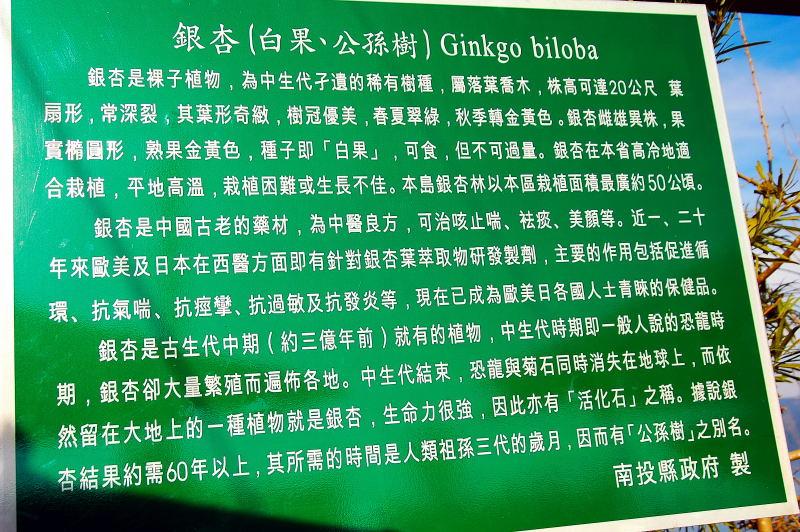 銀杏(白果、公孫樹) Ginkgo biloba
銀杏是裸子植物，為中生代孑遺的稀有樹種，屬落葉喬木，株高可達20公尺 葉
扇形，常深裂，其葉形奇緻，樹冠優美，春夏翠綠，秋季轉金黃色。銀杏雌雄異株，果
實橢圓形，熟果金黃色，種子即「白果」，可食，但不可過量。銀杏在本省高冷地適
合栽植，平地高溫，栽植困難或生長不佳。本島銀杏林以本區栽植面積最廣約50公頃。
銀杏是中國古老的藥材，為中醫良方，可治咳止喘、袪痰、美顏等。近一、二十
年來歐美及日本在西醫方面即有針對銀杏葉萃取物研發製劑，主要的作用包括促進循
環、抗氣喘、抗痙攣、抗過敏及抗發炎等，現在已成為歐美日各國人士青睞的保健品。
銀杏是古生代中期（約三億年前）就有的植物，中生代時期即一般人說的恐龍時
期，銀杏卻大量繁殖而遍佈各地。中生代結束，恐龍與菊石同時消失在地球上，而依
然留在大地上的一種植物就是銀杏，生命力很強，因此亦有「活化石」之稱。據說銀
杏結果約需60年以上，其所需的時間是人類祖孫三代的歲月，因而有「公孫樹」之別名。
南投縣政府 製